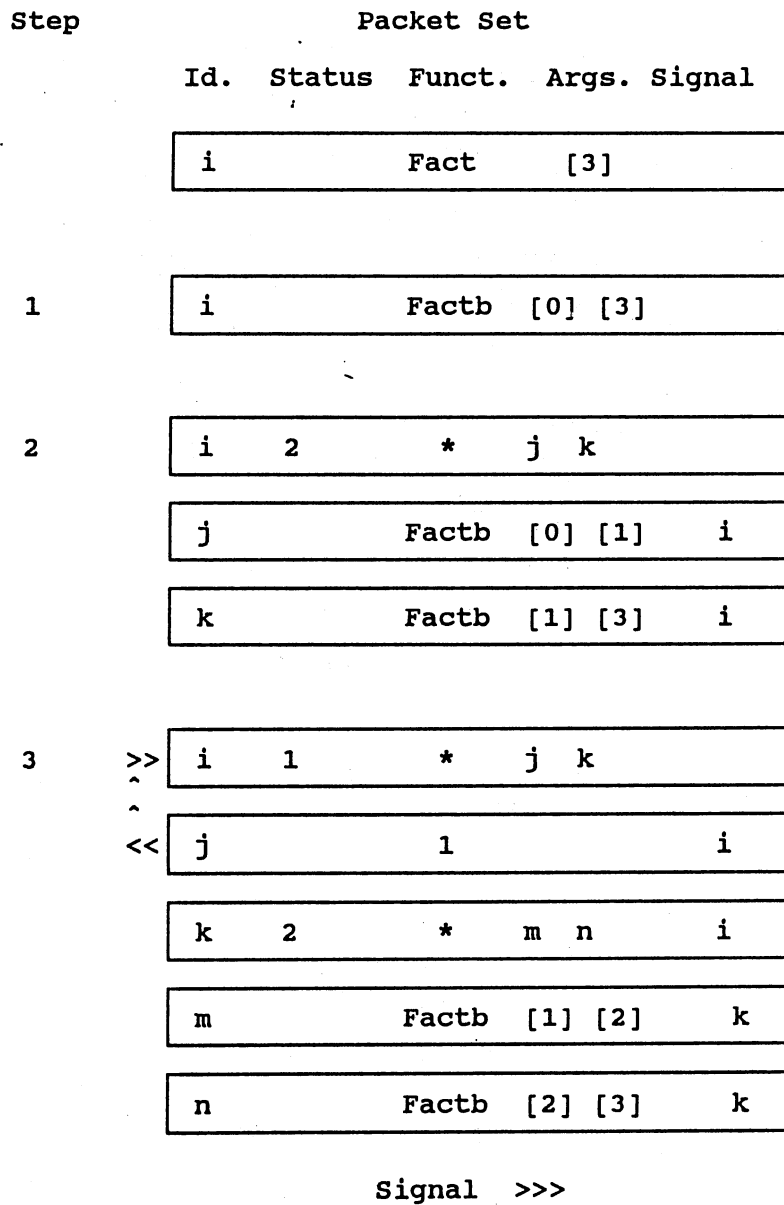 Step Packet Set
Id. Status Funct. Args. Signal
i Fact [3]
1 i Factb [0] [3]
2 i 2 * j k
j Factb [0] [1] i
k Factb [1] [3] i
3 >> i 1 * j k
^
^
<< j 1 i
k 2 * m n i
m Factb [1] [2] k
n Factb [2] [3] k
Signal >>>